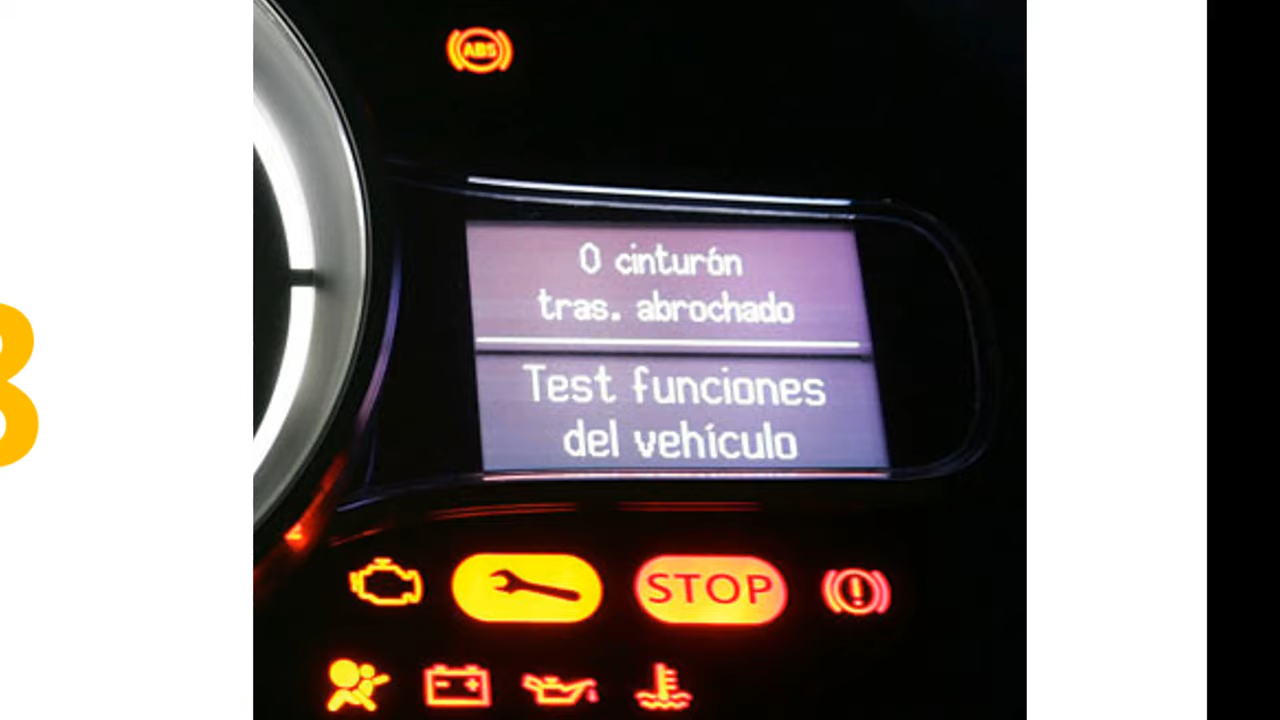 ABS
0 cinturón
tras. abrochado
Test funciones
del vehículo
STOP